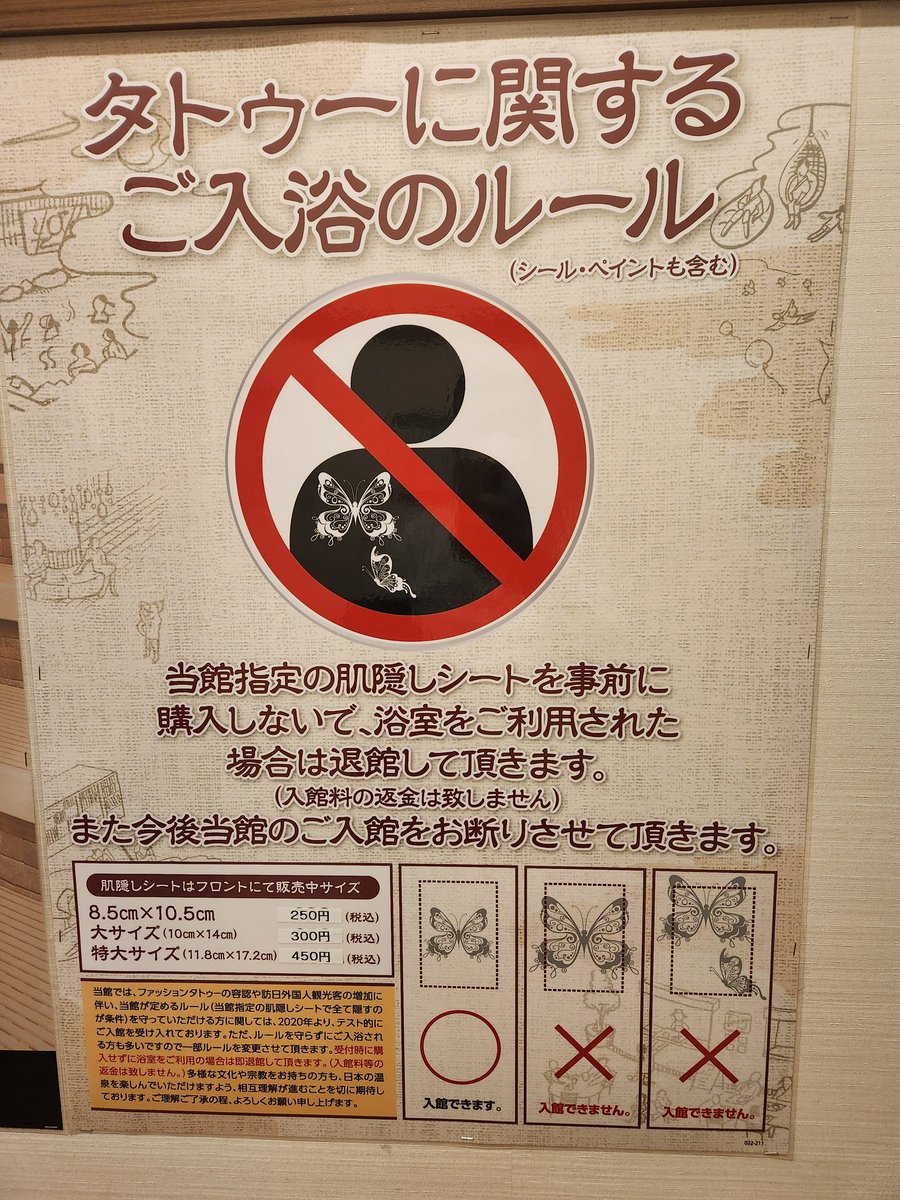 タトゥーに関する
ご入浴のルール
(シール・ペイントも含む)
当館指定の肌隠しシートを事前に
購入しないで、浴室をご利用された
場合は退館して頂きます。
(入館料の返金は致しません)
また今後当館のご入館をお断りさせて頂きます。
肌隠しシートはフロントにて販売中サイズ
8.5cm×10.5cm 250円 (税込)
大サイズ(10cm×14cm) 300円 (税込)
特大サイズ(11.8cm×17.2cm) 450円 (税込)
当館では、ファッションタトゥーの容認や訪日外国人観光客の増加に
伴い、当館が定めるルール(当館指定の肌隠しシートで全て隠すの
が条件)を守っていただける方に関しては、2020年より、テスト的に
ご入館を受け入れております。ただ、ルールを守らずにご入浴され
る方も多いですので一部ルールを変更させて頂きます。受付時に購
入せずに浴室をご利用の場合は即退館して頂きます。(入館料等の
返金は致しません。)多様な文化や宗教をお持ちの方も、日本の温
泉を楽しんでいただけますよう、相互理解が進むことを切に期待し
ております。ご理解ご了承の程、よろしくお願い申し上げます。
入館できます。
入館できません。
入館できません。
022-211